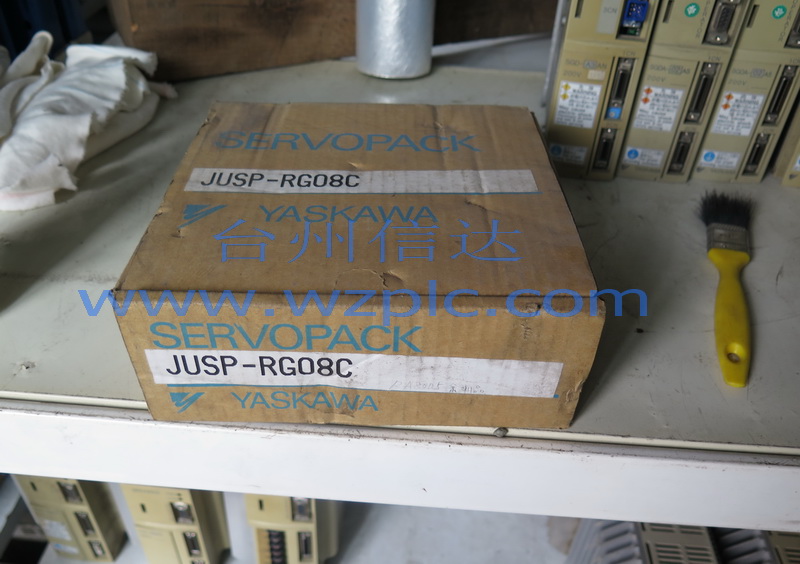 SERVOPACK
JUSP-RG08C
YASKAWA
台州信达
www.wzplc.com
SERVOPACK
JUSP-RG08C
YASKAWA